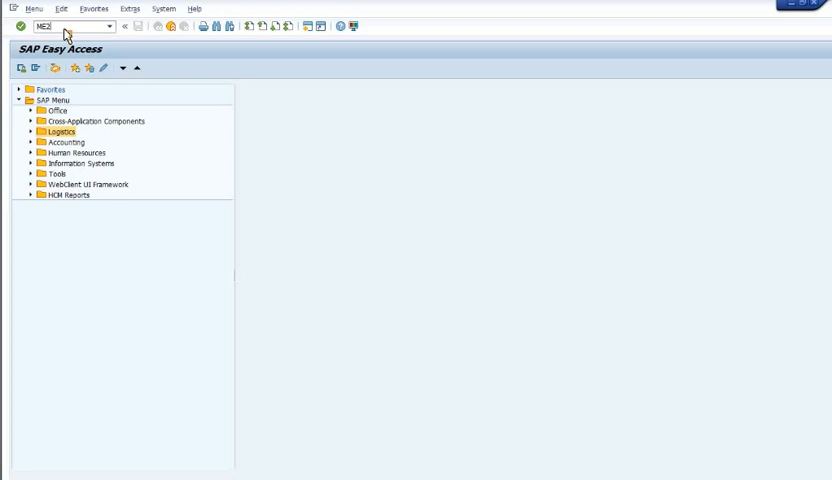 Menu Edit Favorites Extras System Help
ME2
SAP Easy Access
Favorites
SAP Menu
Office
Cross-Application Components
Logistics
Accounting
Human Resources
Information Systems
Tools
WebClient UI Framework
HCM Reports